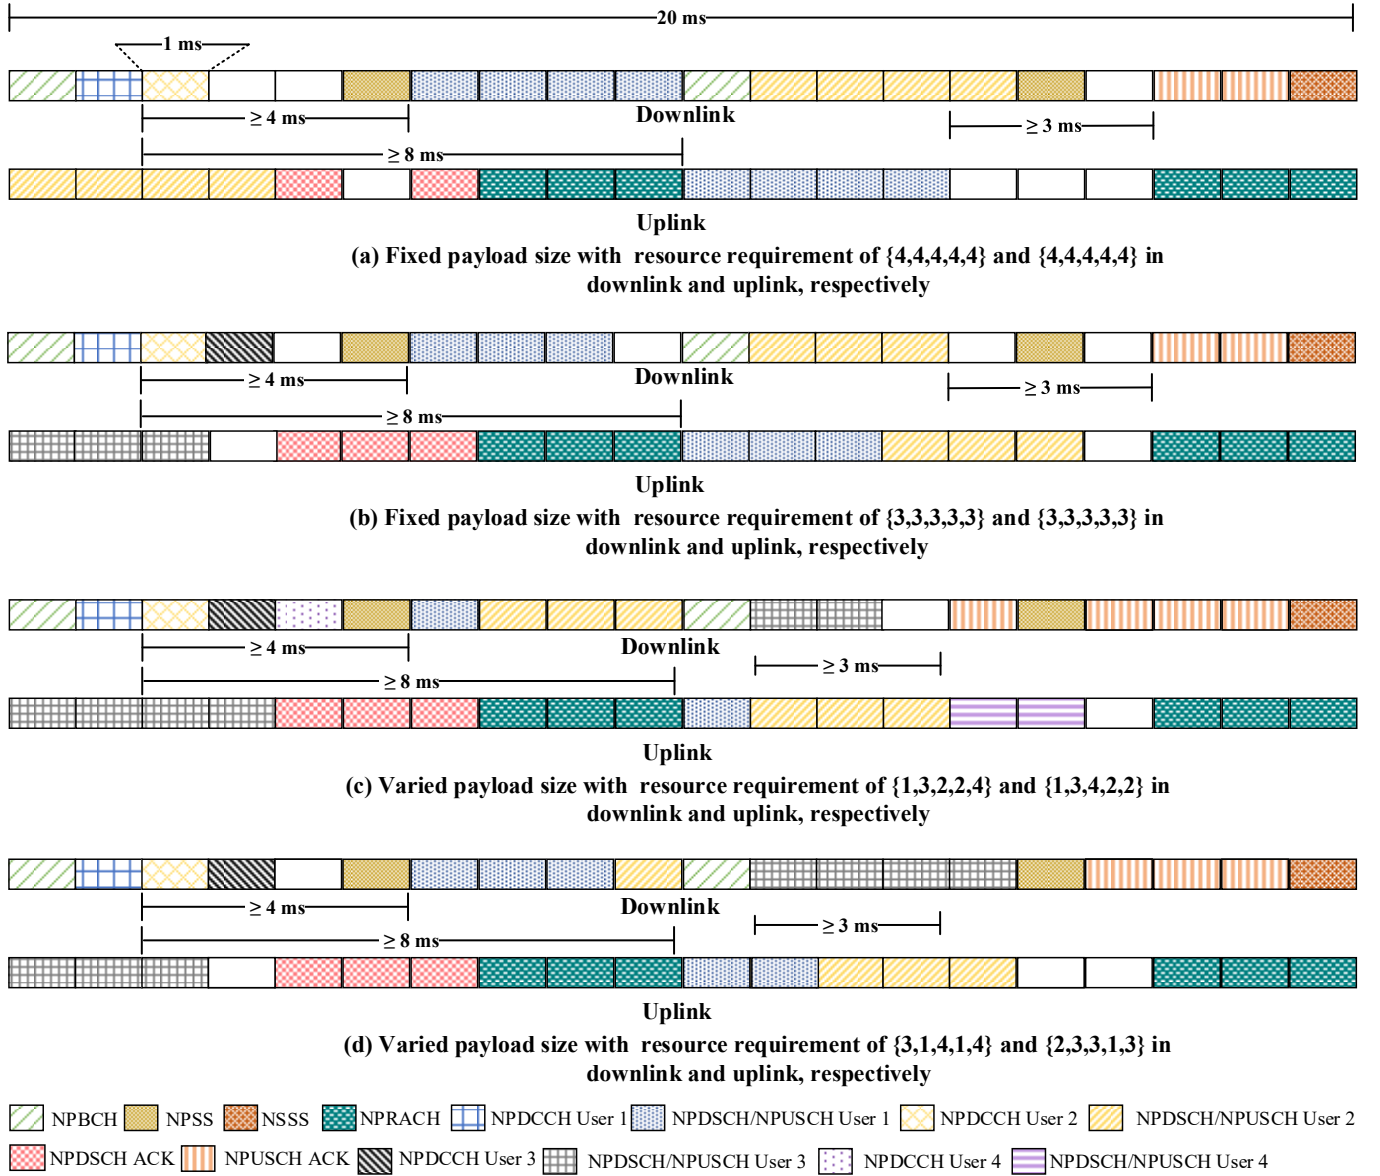 20 ms
1 ms
≥ 4 ms
Downlink
≥ 3 ms
≥ 8 ms
Uplink
(a) Fixed payload size with resource requirement of {4,4,4,4,4} and {4,4,4,4,4} in
downlink and uplink, respectively
≥ 4 ms
Downlink
≥ 3 ms
≥ 8 ms
Uplink
(b) Fixed payload size with resource requirement of {3,3,3,3,3} and {3,3,3,3,3} in
downlink and uplink, respectively
≥ 4 ms
Downlink
≥ 3 ms
≥ 8 ms
Uplink
(c) Varied payload size with resource requirement of {1,3,2,2,4} and {1,3,4,2,2} in
downlink and uplink, respectively
≥ 4 ms
Downlink
≥ 3 ms
≥ 8 ms
Uplink
(d) Varied payload size with resource requirement of {3,1,4,1,4} and {2,3,3,1,3} in
downlink and uplink, respectively
NPBCH NPSS NSSS NPRACH NPDCCH User 1 NPDSCH/NPUSCH User 1 NPDCCH User 2 NPDSCH/NPUSCH User 2
NPDSCH ACK NPUSCH ACK NPDCCH User 3 NPDSCH/NPUSCH User 3 NPDCCH User 4 NPDSCH/NPUSCH User 4